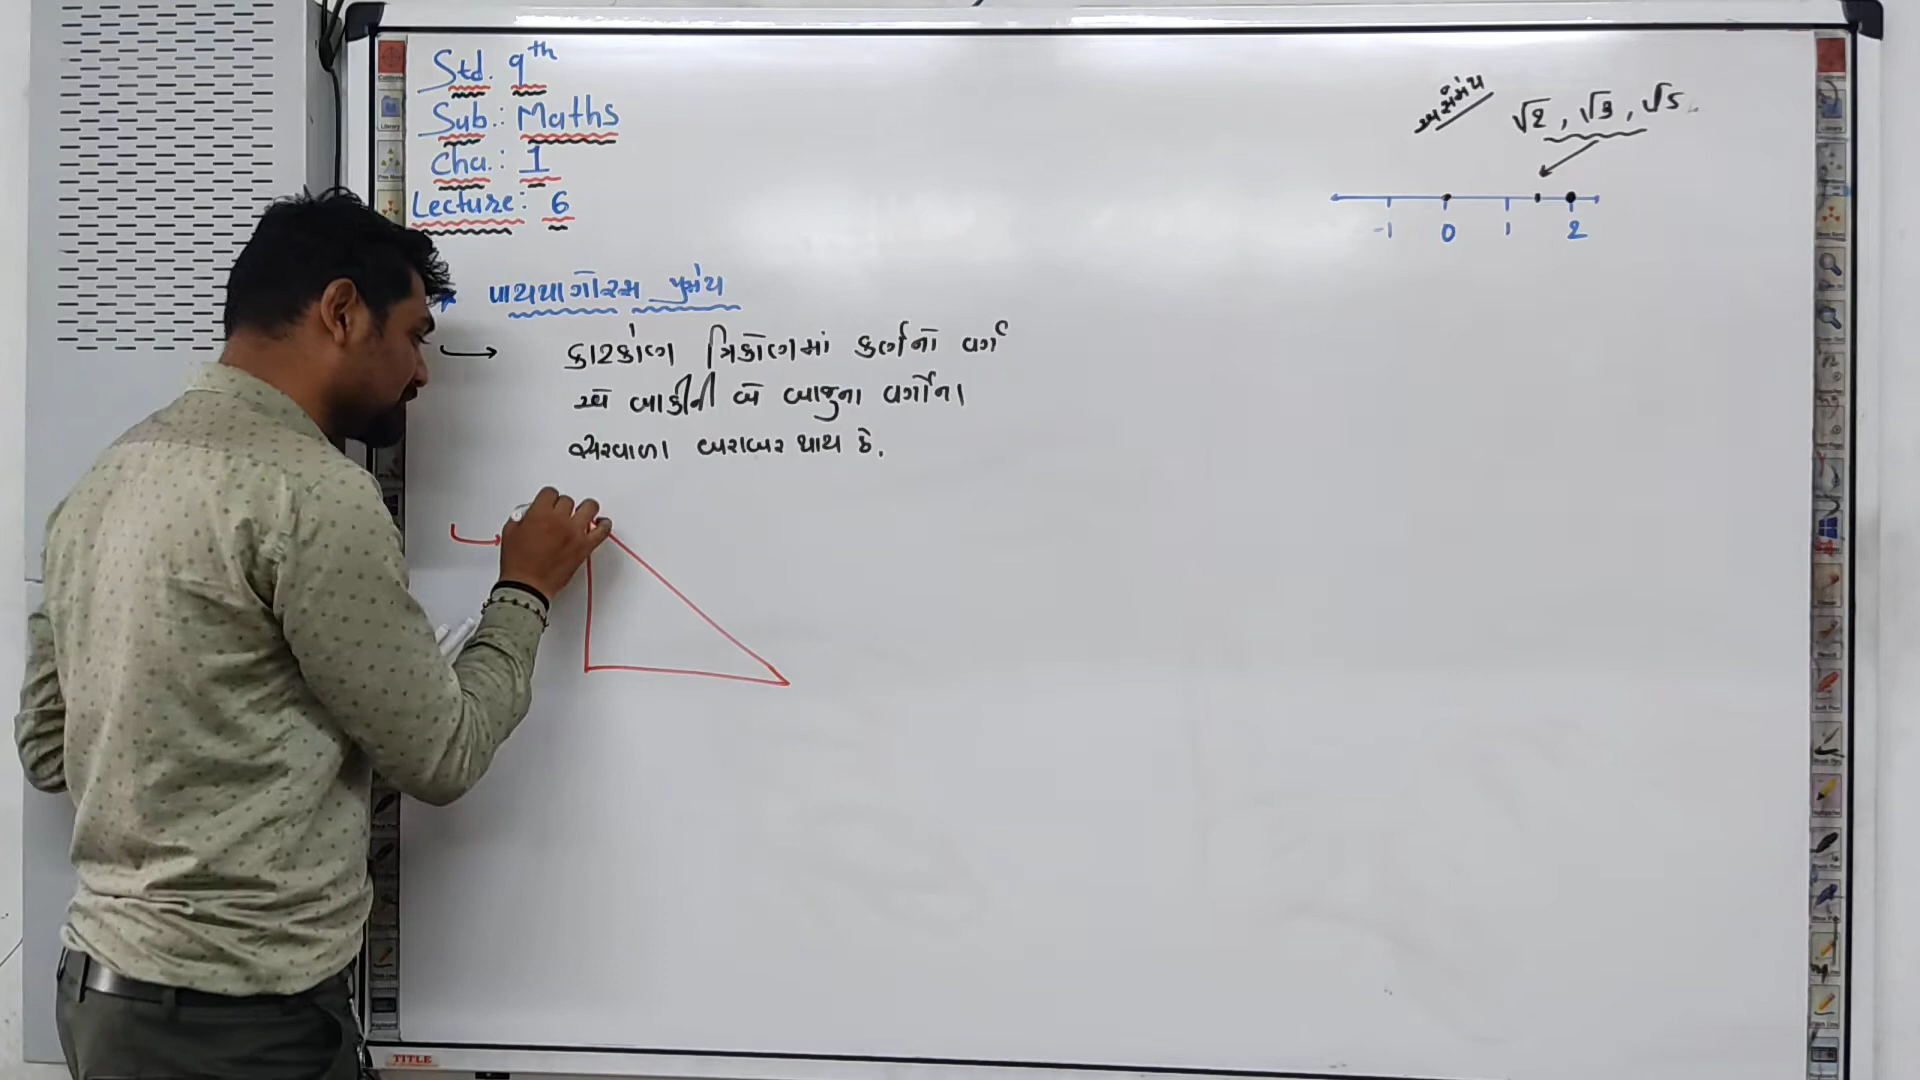 Std. 9th
Sub.: Maths
Cha.: 1
Lecture: 6
અસંમેય
√2, √3, √5
-1 0 1 2
પાયથાગોરસ પ્રમેય
કાટકોણ ત્રિકોણમાં કર્ણનો વર્ગ
એ બાકીની બે બાજુના વર્ગોના
સરવાળા બરાબર થાય છે.
TITLE